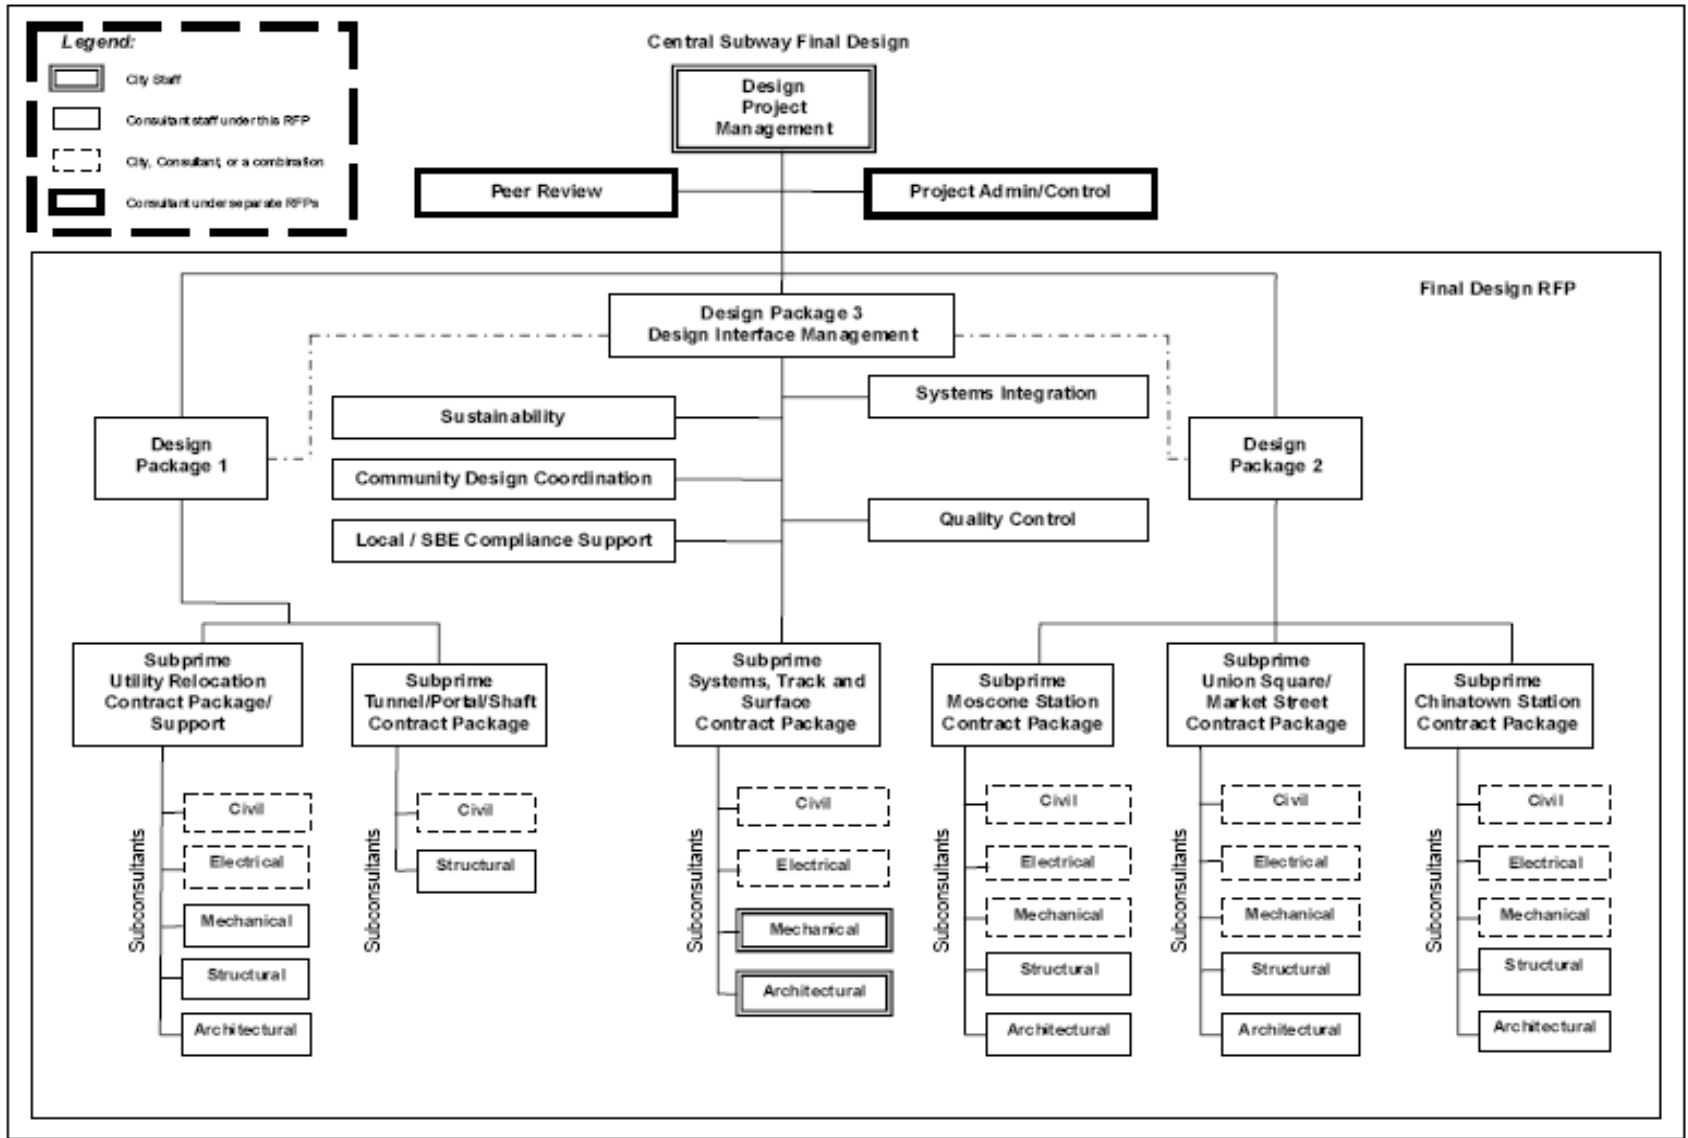 Legend:
City Staff
Consultant staff under this RFP
City, Consultant, or a combination
Consultant under separate RFPs
Central Subway Final Design
Design
Project
Management
Peer Review
Project Admin/Control
Final Design RFP
Design Package 3
Design Interface Management
Systems Integration
Sustainability
Design
Package 1
Design
Package 2
Community Design Coordination
Quality Control
Local / SBE Compliance Support
Subprime
Utility Relocation
Contract Package/
Support
Subprime
Tunnel/Portal/Shaft
Contract Package
Subprime
Systems, Track and
Surface
Contract Package
Subprime
Moscone Station
Contract Package
Subprime
Union Square/
Market Street
Contract Package
Subprime
Chinatown Station
Contract Package
Subconsultants
Civil
Electrical
Mechanical
Structural
Architectural
Subconsultants
Civil
Structural
Subconsultants
Civil
Electrical
Mechanical
Architectural
Subconsultants
Civil
Electrical
Mechanical
Structural
Architectural
Subconsultants
Civil
Electrical
Mechanical
Structural
Architectural
Subconsultants
Civil
Electrical
Mechanical
Structural
Architectural